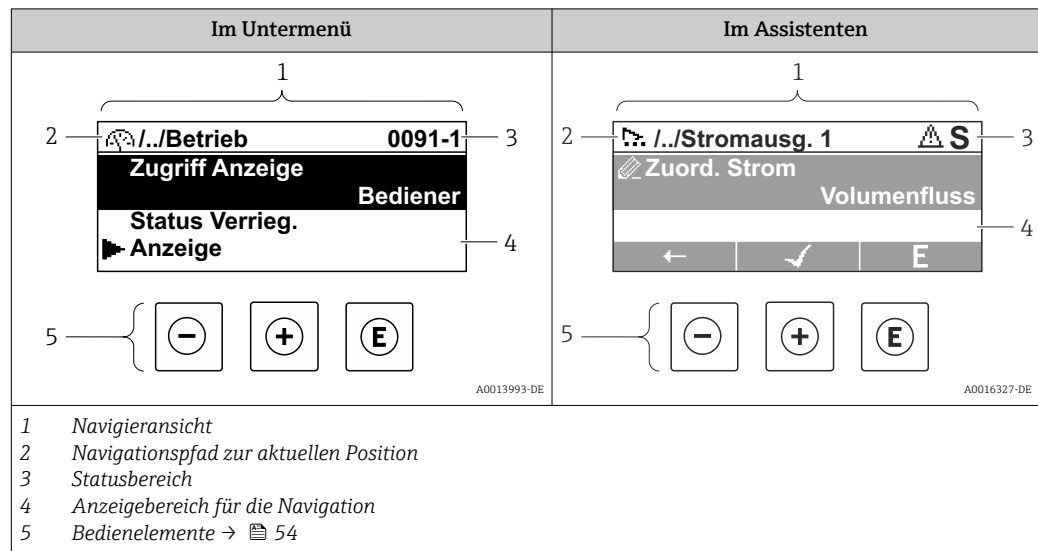 Im Untermenü
Im Assistenten
1
2
/../Betrieb 0091-1
3
Zugriff Anzeige
Bediener
Status Verrieg.
Anzeige
4
5
- + E
A0013993-DE
1
2
/../Stromausg. 1 S
3
Zuord. Strom
Volumenfluss
4
← ✓ E
5
- + E
A0016327-DE
1 Navigieransicht
2 Navigationspfad zur aktuellen Position
3 Statusbereich
4 Anzeigebereich für die Navigation
5 Bedienelemente → 54